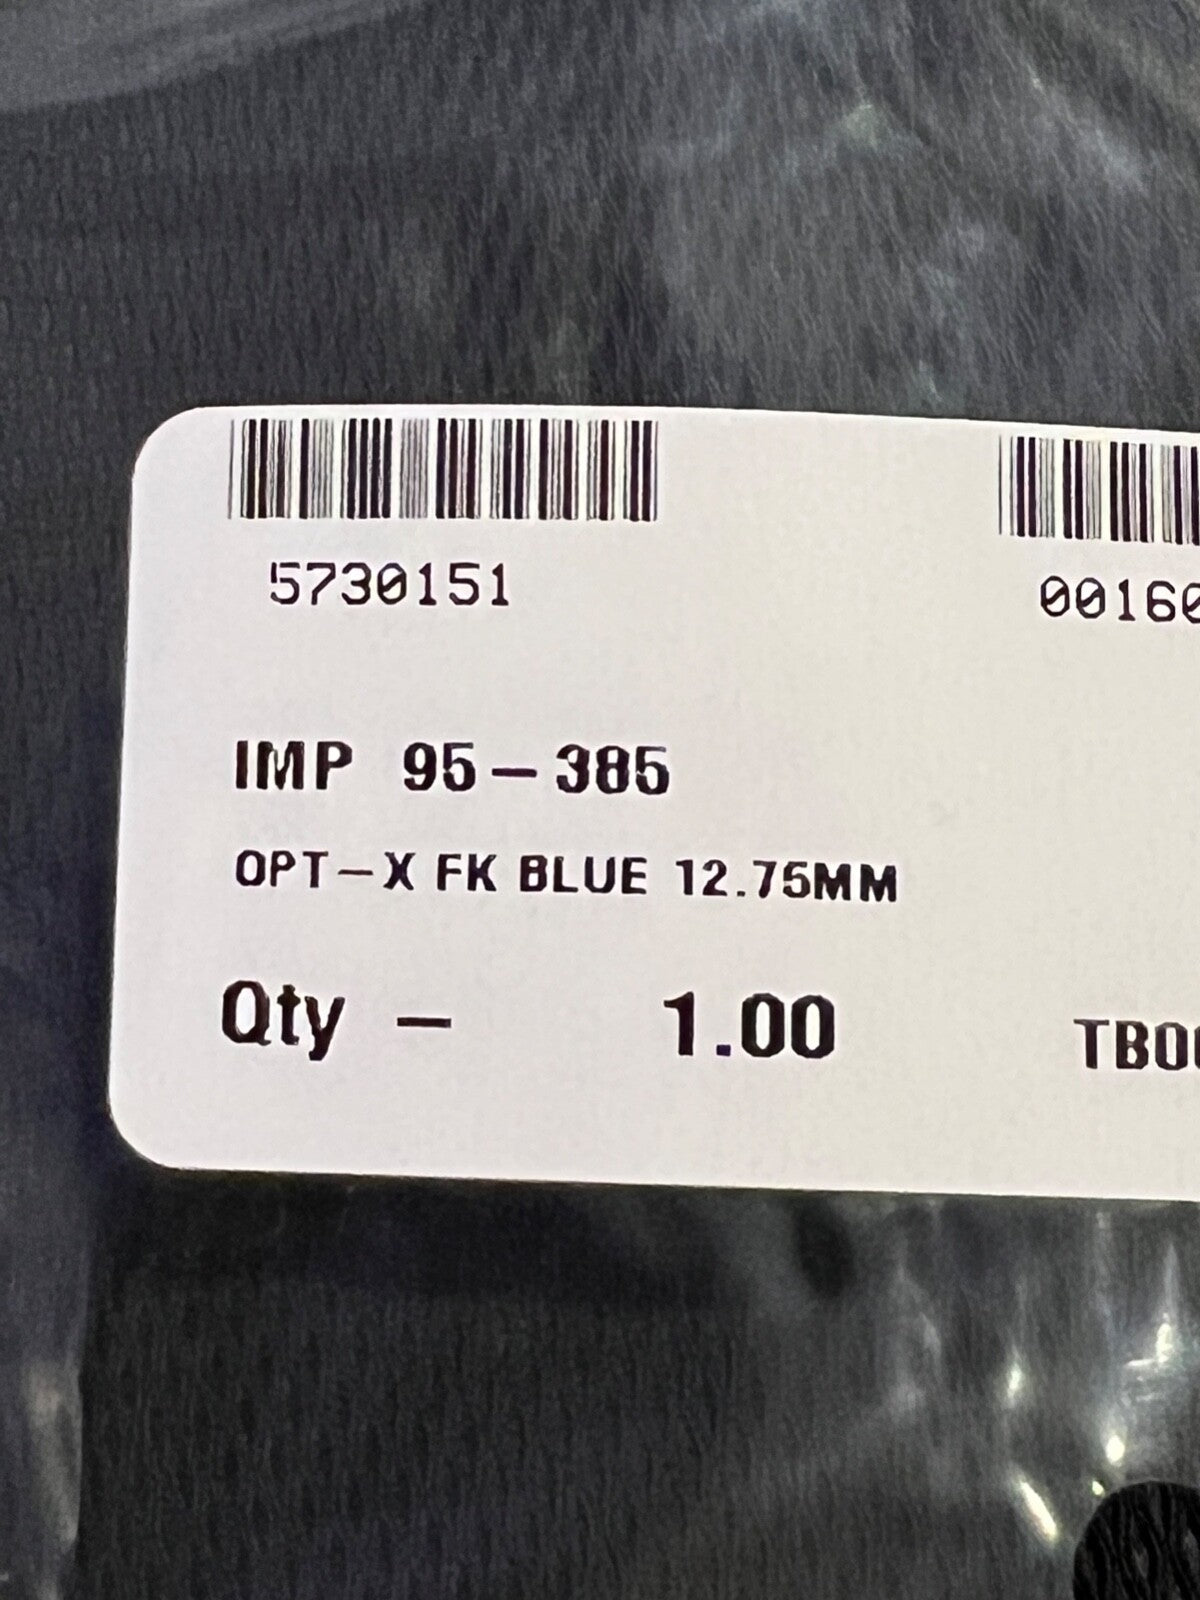 5730151
IMP 95-385
OPT-X FK BLUE 12.75MM
Qty - 1.00